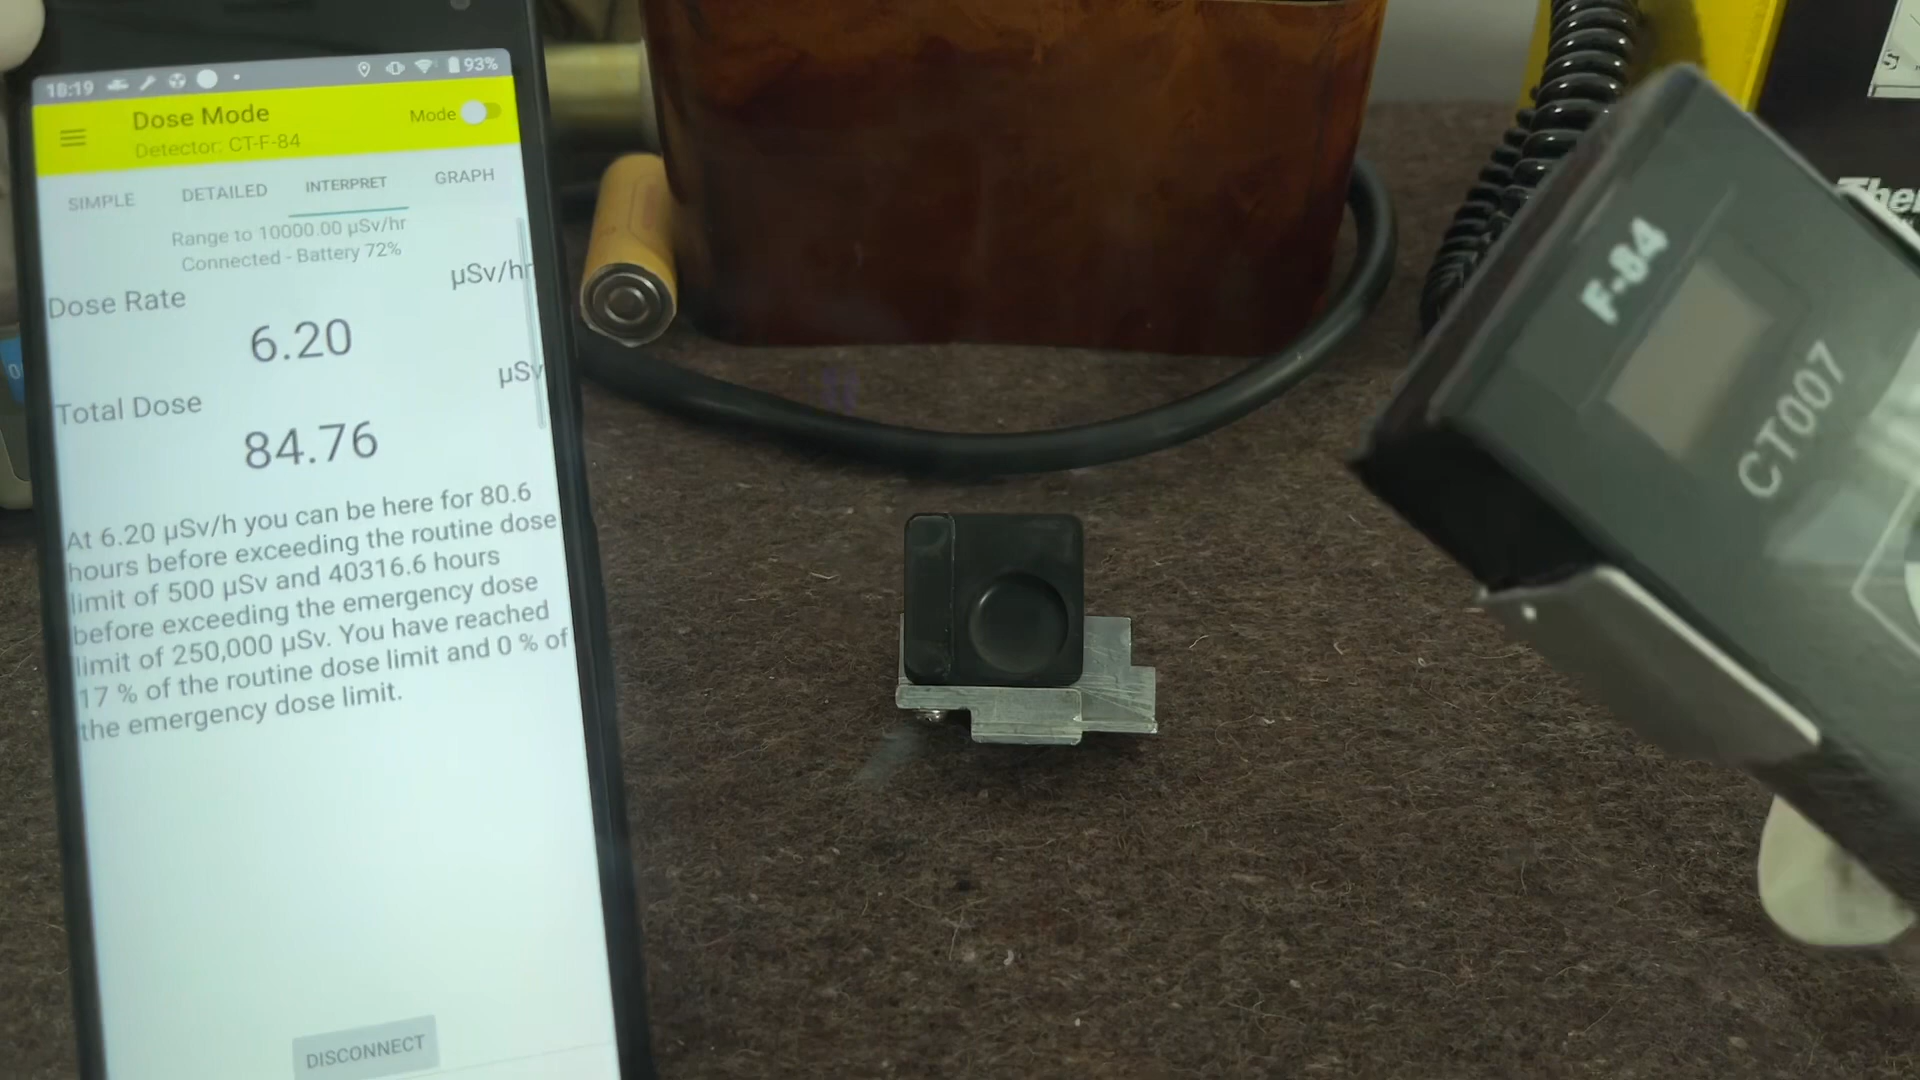 18:19
93%
Dose Mode
Mode
Detector: CT-F-84
SIMPLE
DETAILED
INTERPRET
GRAPH
Range to 10000.00 µSv/hr
Connected - Battery 72%
µSv/hr
Dose Rate
6.20
µSv
Total Dose
84.76
At 6.20 µSv/h you can be here for 80.6
hours before exceeding the routine dose
limit of 500 µSv and 40316.6 hours
before exceeding the emergency dose
limit of 250,000 µSv. You have reached
17 % of the routine dose limit and 0 % of
the emergency dose limit.
DISCONNECT
F-84
CT007